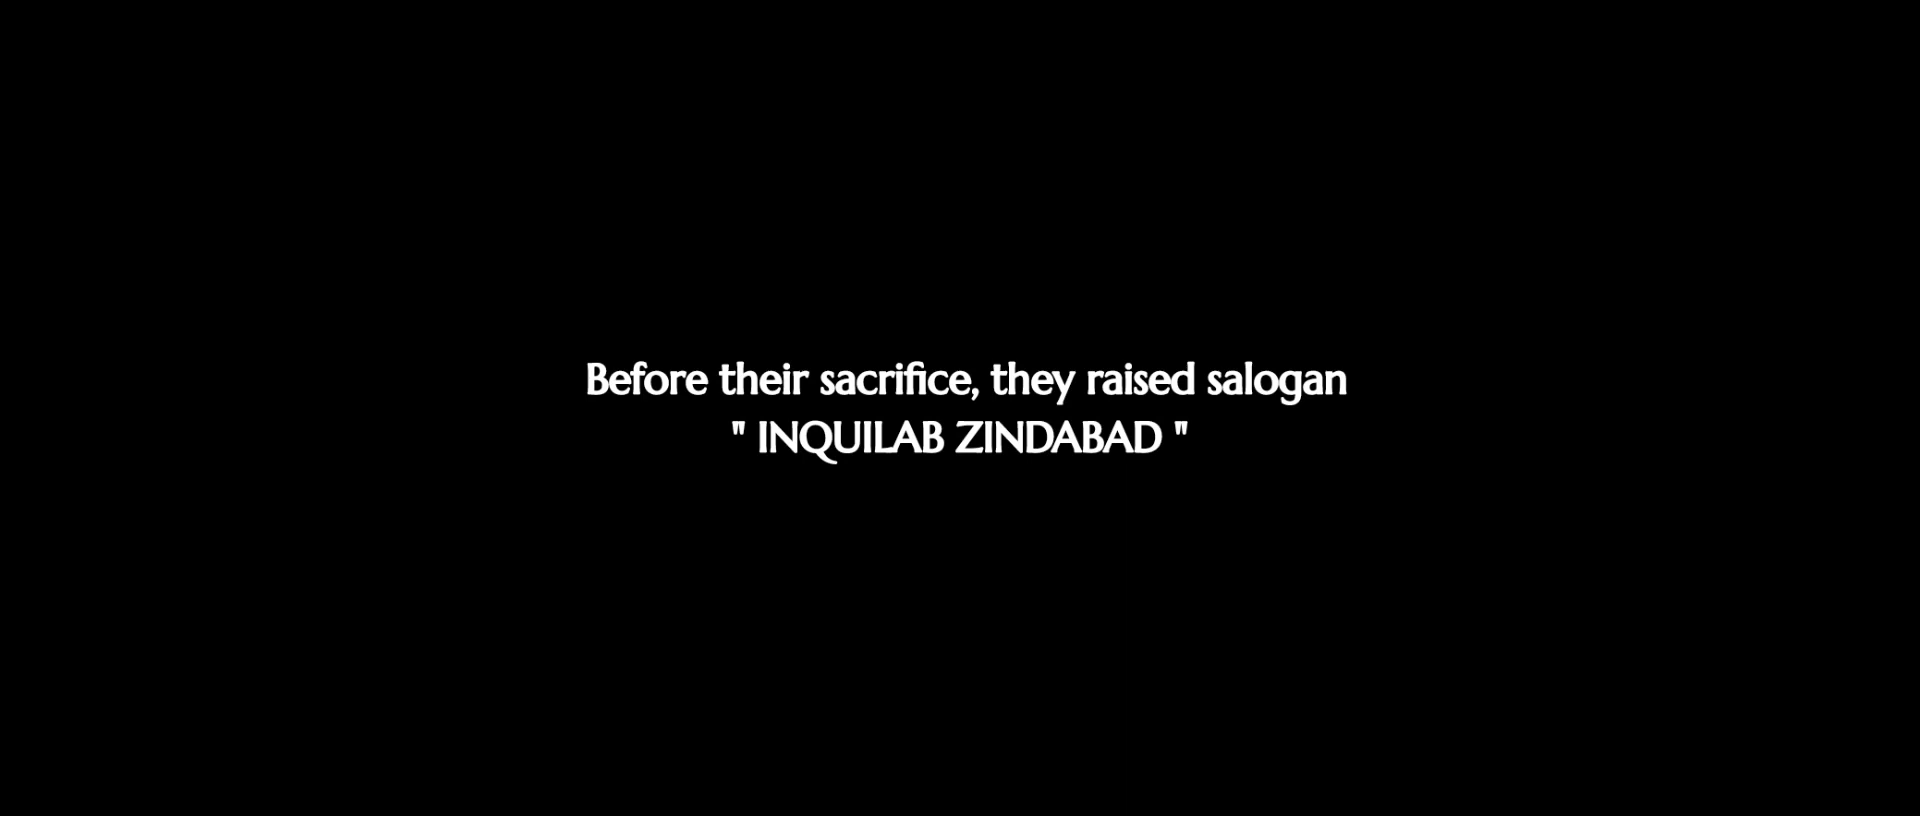 Before their sacrifice, they raised salogan
" INQUILAB ZINDABAD "